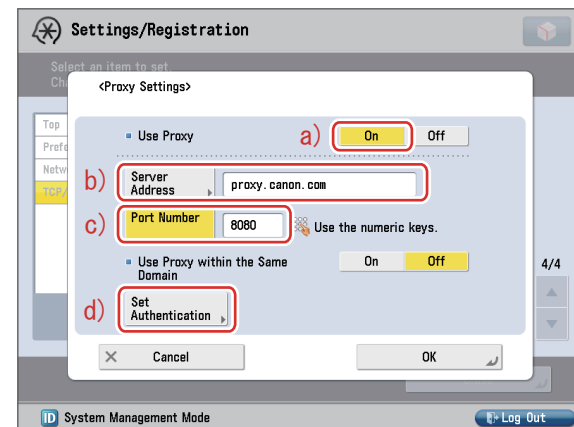 Settings/Registration
Select an item to set.
<Proxy Settings>
Top
Use Proxy
a)
On
Off
b)
Server
Address
proxy.canon.com
c)
Port Number
8080
Use the numeric keys.
Use Proxy within the Same
Domain
On
Off
4/4
d)
Set
Authentication
Cancel
OK
ID System Management Mode
Log Out